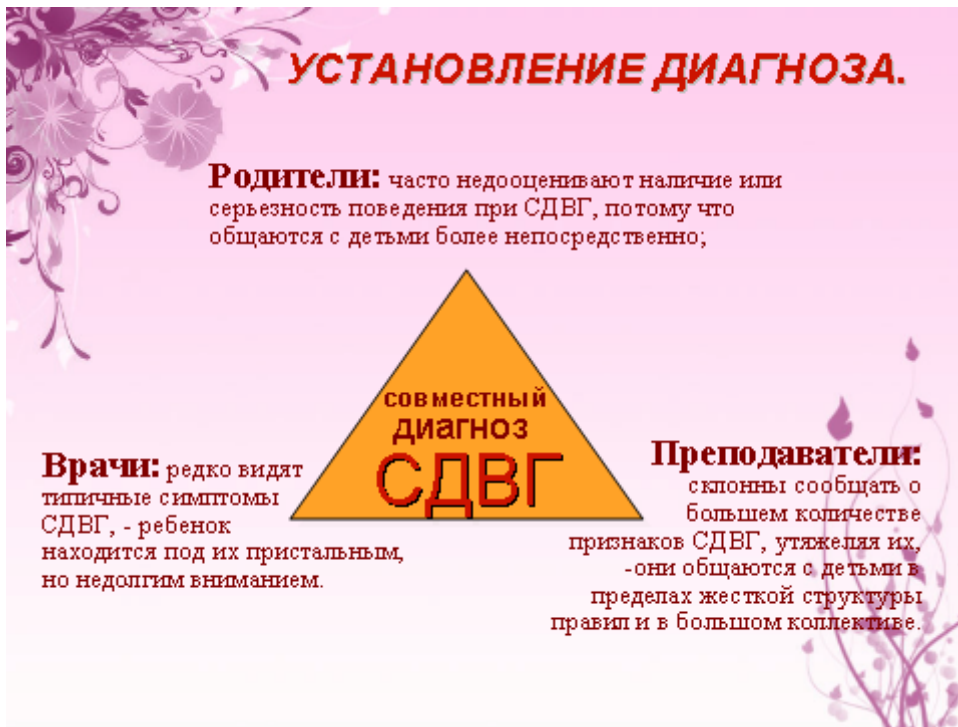 УСТАНОВЛЕНИЕ ДИАГНОЗА.
Родители: часто недооценивают наличие или
серьезность поведения при СДВГ, потому что
общаются с детьми более непосредственно;
совместный
диагноз
СДВГ
Врачи: редко видят
типичные симптомы
СДВГ, - ребенок
находится под их пристальным,
но недолгим вниманием.
Преподаватели:
склонны сообщать о
большем количестве
признаков СДВГ, утяжеляя их,
-они общаются с детьми в
пределах жесткой структуры
правил и в большом коллективе.